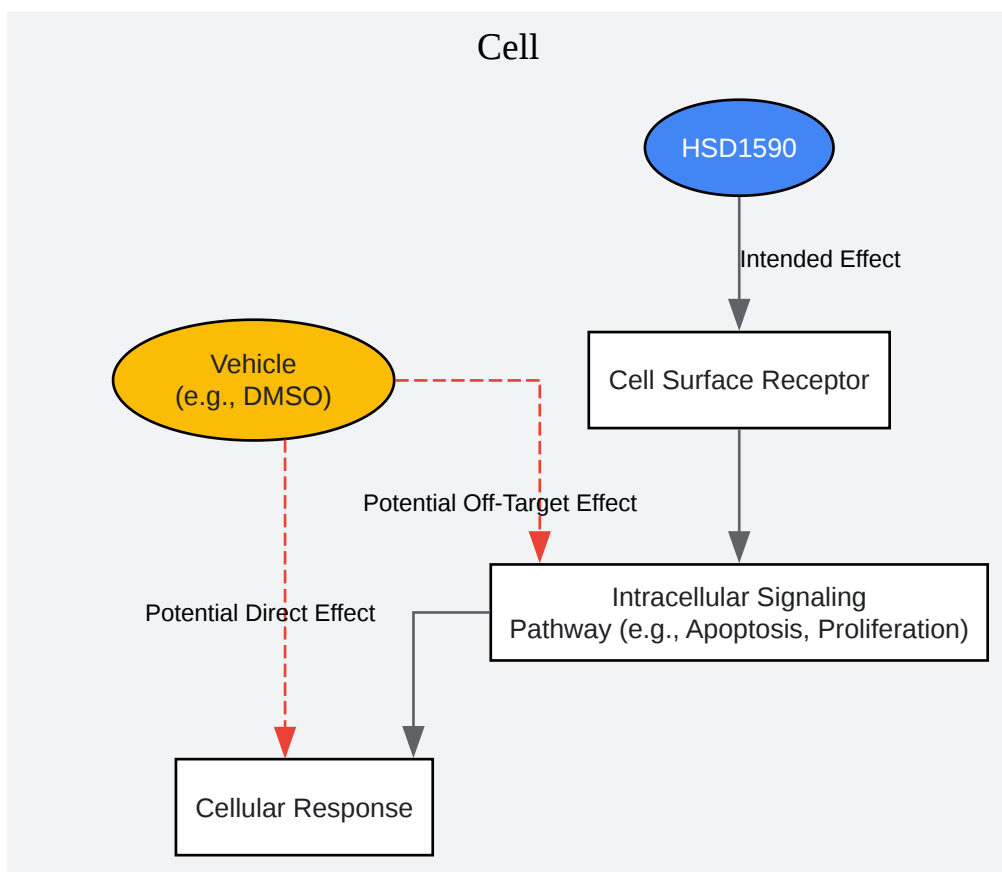 Cell
HSD1590
Intended Effect
Vehicle
(e.g., DMSO)
Cell Surface Receptor
Potential Off-Target Effect
Intracellular Signaling
Pathway (e.g., Apoptosis, Proliferation)
Potential Direct Effect
Cellular Response